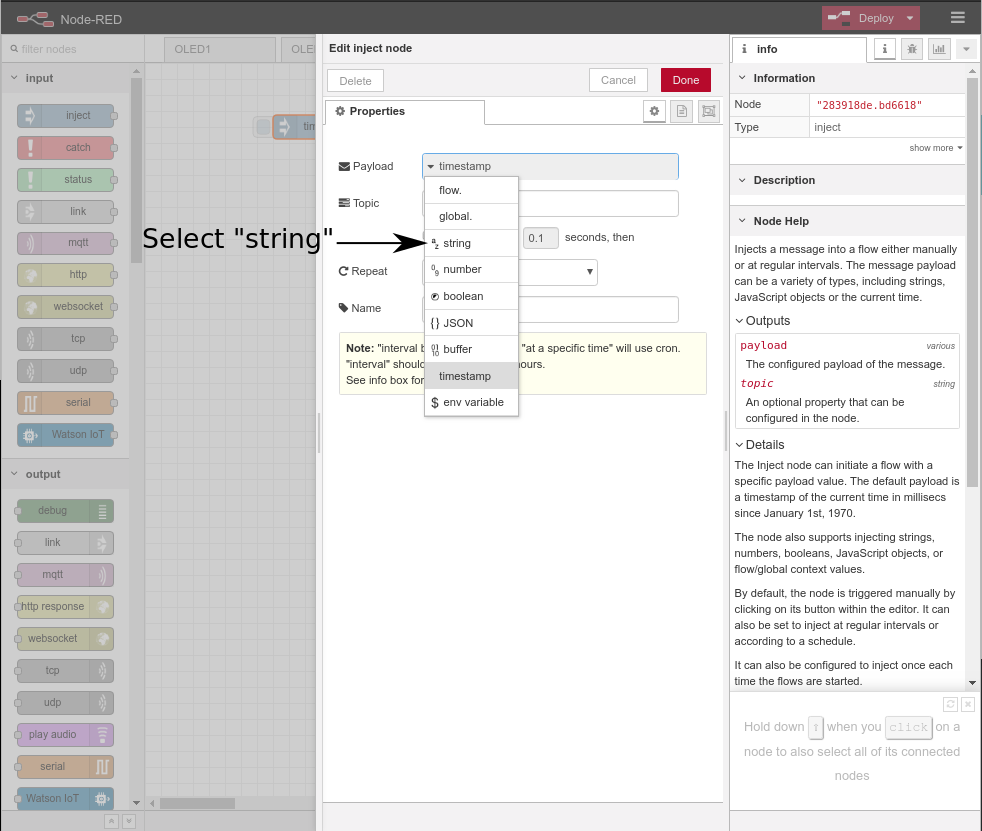 Node-RED
Deploy
filter nodes
OLED1
OLE
Edit inject node
info
input
Information
Delete
Cancel
Done
inject
Node
"283918de.bd6618"
Properties
tim
Type
inject
catch
show more
Payload
timestamp
status
Description
flow.
link
Topic
global.
Node Help
Select "string"
mqtt
string
0.1
seconds, then
Injects a message into a flow either manually
or at regular intervals. The message payload
can be a variety of types, including strings,
JavaScript objects or the current time.
http
Repeat
number
websocket
Name
boolean
Outputs
tcp
JSON
payload
various
Note: "interval b
"at a specific time" will use cron.
buffer
The configured payload of the message.
"interval" shoul
ours.
udp
timestamp
topic
string
See info box for
An optional property that can be
configured in the node.
serial
$ env variable
Watson IoT
Details
The Inject node can initiate a flow with a
specific payload value. The default payload is
a timestamp of the current time in millisecs
since January 1st, 1970.
output
debug
link
The node also supports injecting strings,
numbers, booleans, JavaScript objects, or
flow/global context values.
mqtt
http response
By default, the node is triggered manually by
clicking on its button within the editor. It can
also be set to inject at regular intervals or
according to a schedule.
websocket
tcp
It can also be configured to inject once each
time the flows are started.
udp
play audio
Hold down ⇧ when you click on a
node to also select all of its connected
nodes
serial
Watson IoT